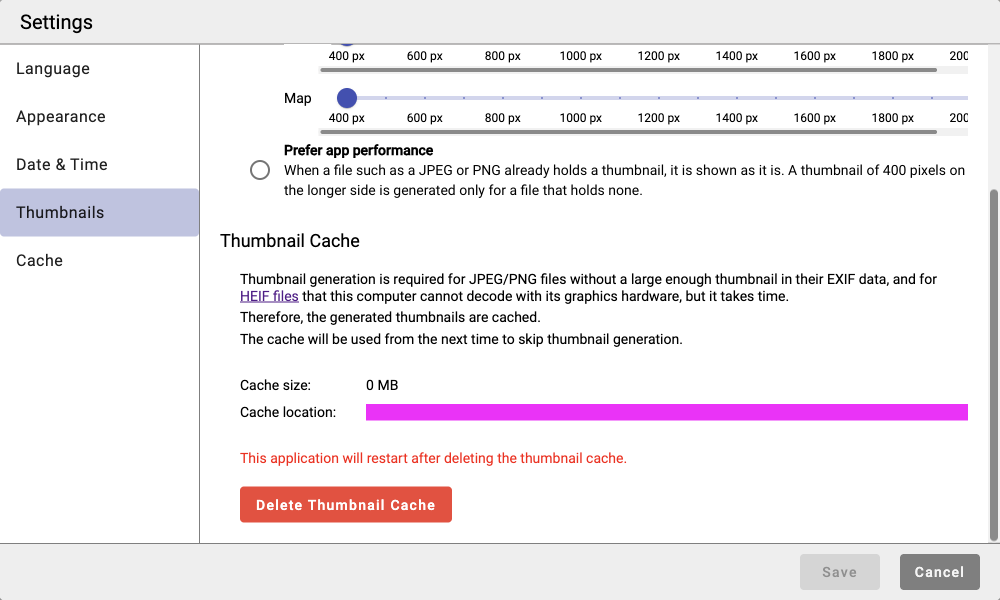 Settings
Language
Appearance
Date & Time
Thumbnails
Cache
400 px 600 px 800 px 1000 px 1200 px 1400 px 1600 px 1800 px 200
Map
400 px 600 px 800 px 1000 px 1200 px 1400 px 1600 px 1800 px 200
Prefer app performance
When a file such as a JPEG or PNG already holds a thumbnail, it is shown as it is. A thumbnail of 400 pixels on
the longer side is generated only for a file that holds none.
Thumbnail Cache
Thumbnail generation is required for JPEG/PNG files without a large enough thumbnail in their EXIF data, and for
HEIF files that this computer cannot decode with its graphics hardware, but it takes time.
Therefore, the generated thumbnails are cached.
The cache will be used from the next time to skip thumbnail generation.
Cache size: 0 MB
Cache location:
This application will restart after deleting the thumbnail cache.
Delete Thumbnail Cache
Save Cancel